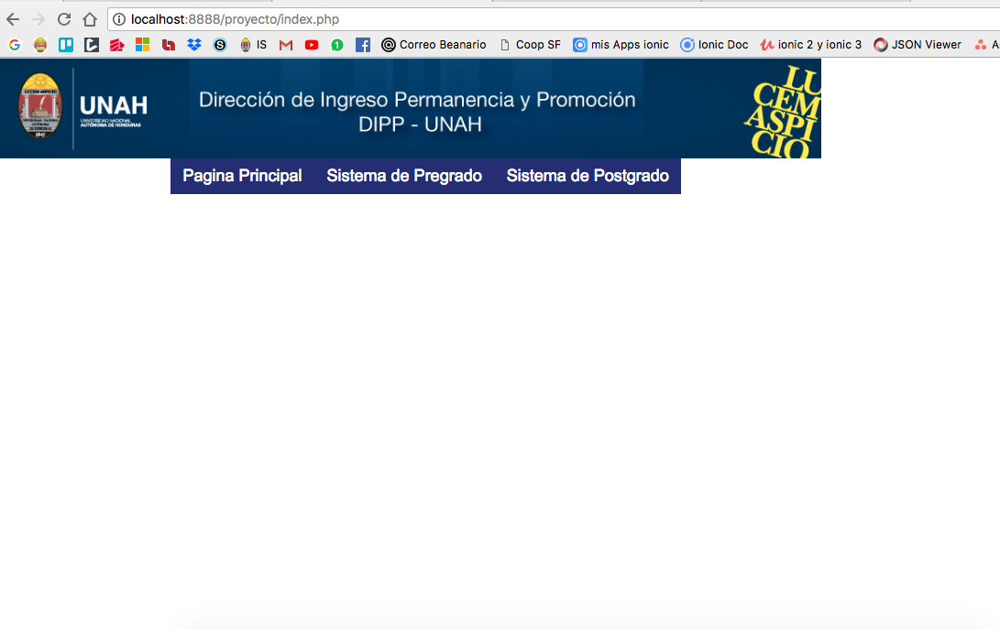 localhost:8888/proyecto/index.php
IS
Correo Beanario
Coop SF
mis Apps ionic
Ionic Doc
ionic 2 y ionic 3
JSON Viewer
A
UNAH
UNIVERSIDAD NACIONAL
AUTÓNOMA DE HONDURAS
Dirección de Ingreso Permanencia y Promoción
DIPP - UNAH
LU
CEM
ASPI
CIO
Pagina Principal Sistema de Pregrado Sistema de Postgrado